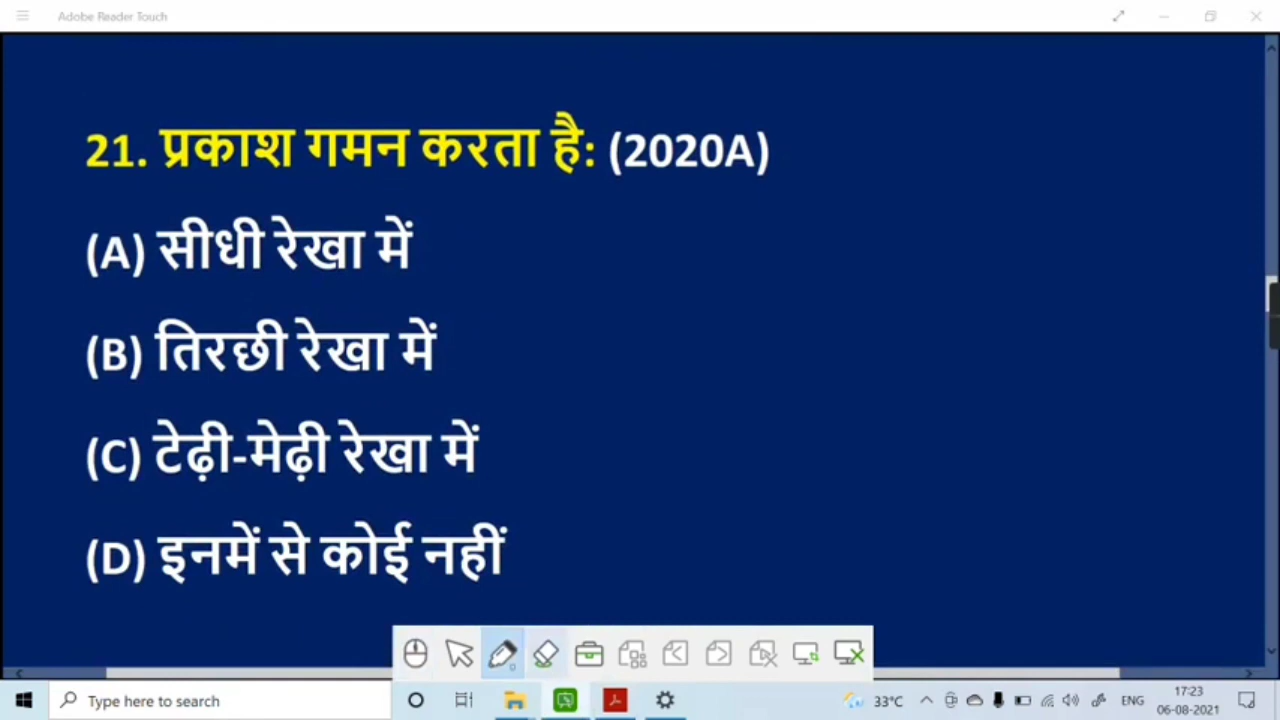 Adobe Reader Touch
21. प्रकाश गमन करता है: (2020A)
(A) सीधी रेखा में
(B) तिरछी रेखा में
(C) टेढ़ी-मेढ़ी रेखा में
(D) इनमें से कोई नहीं
Type here to search
33°C
ENG
17:23
06-08-2021